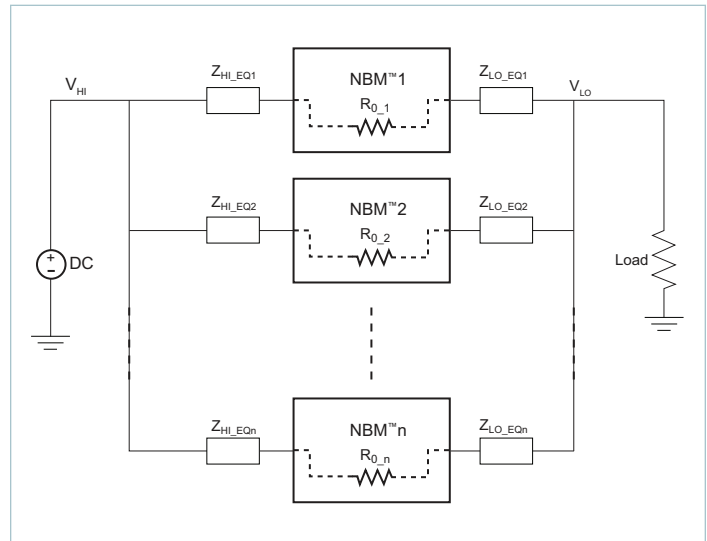 Z_HI_EQ1
NBM™1
Z_LO_EQ1
V_HI
R_0_1
V_LO
Z_HI_EQ2
NBM™2
Z_LO_EQ2
R_0_2
+
DC
Load
Z_HI_EQn
NBM™n
Z_LO_EQn
R_0_n